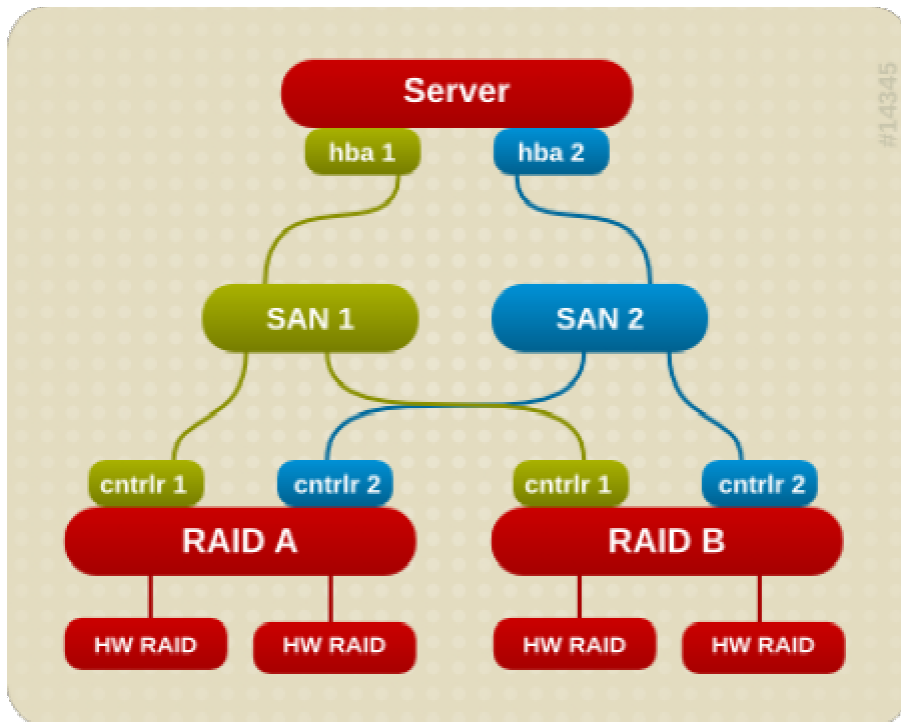 Server
#14345
hba 1
hba 2
SAN 1
SAN 2
cntrlr 1
cntrlr 2
cntrlr 1
cntrlr 2
RAID A
RAID B
HW RAID
HW RAID
HW RAID
HW RAID